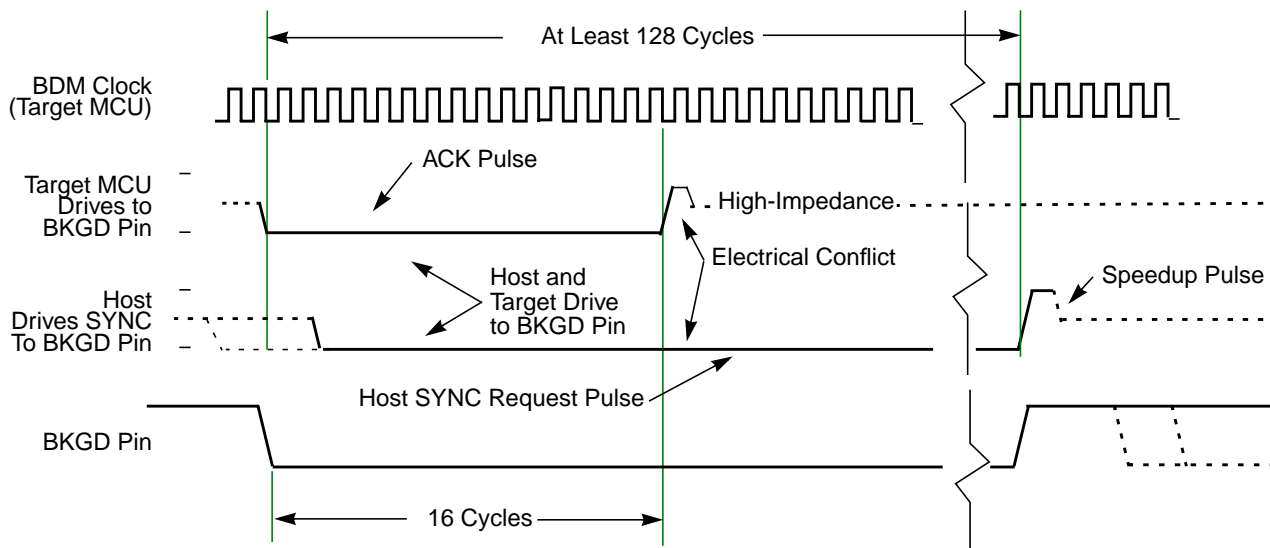 At Least 128 Cycles
BDM Clock
(Target MCU)
ACK Pulse
Target MCU
Drives to
BKGD Pin
High-Impedance
Electrical Conflict
Host and
Target Drive
to BKGD Pin
Speedup Pulse
Host
Drives SYNC
To BKGD Pin
Host SYNC Request Pulse
BKGD Pin
16 Cycles